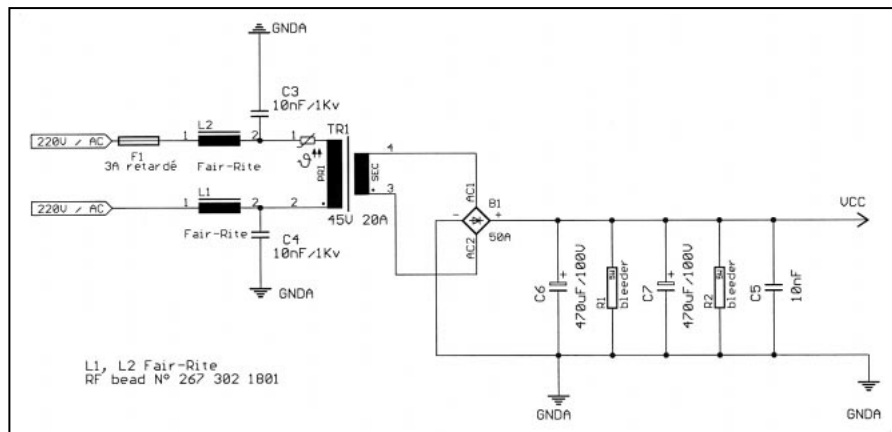 GNDA
C3
10nF/1Kv
L2
TR1
220V / AC
1
2
1
4
F1
3A retardé
Fair-Rite
ϑ
PRI
SEC
L1
3
220V / AC
1
2
2
45V 20A
Fair-Rite
C4
10nF/1Kv
GNDA
AC1
B1
-
+
50A
AC2
VCC
C6
+
470uF/100V
R1
5W
bleeder
C7
+
470uF/100V
R2
5W
bleeder
C5
10nF
L1, L2 Fair-Rite
RF bead Nº 267 302 1801
GNDA
GNDA